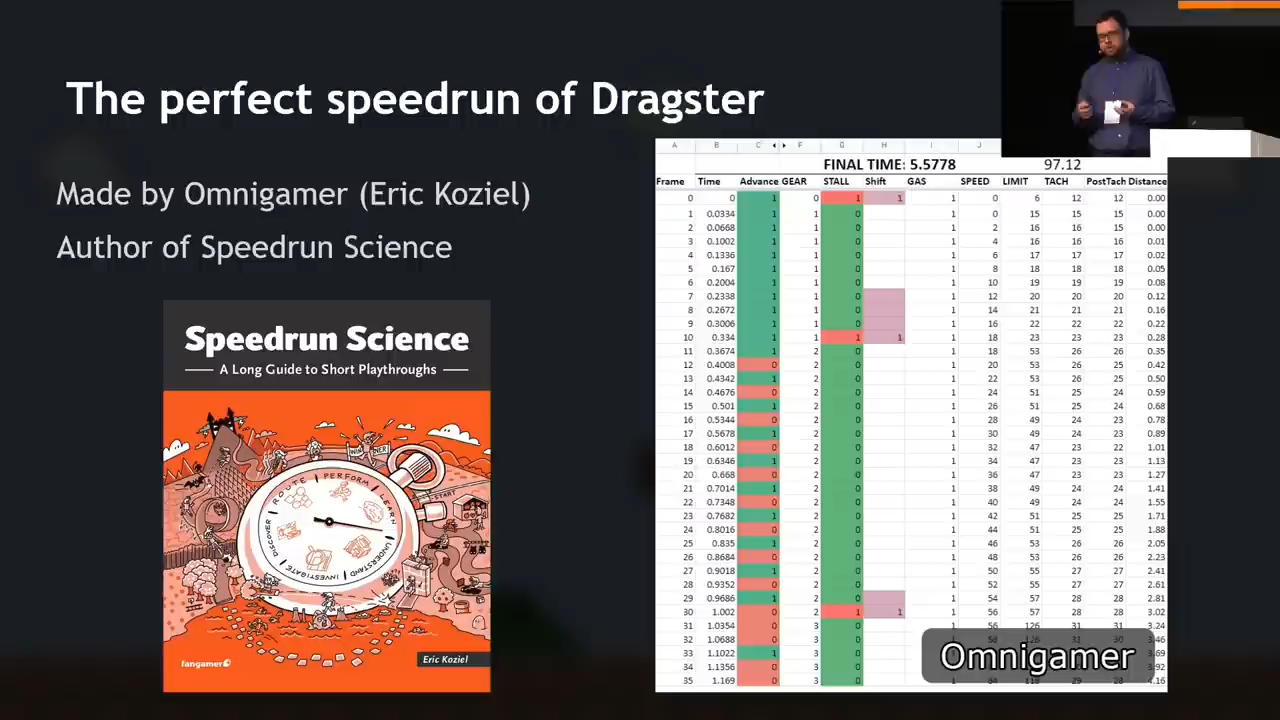 The perfect speedrun of Dragster
Made by Omnigamer (Eric Koziel)
Author of Speedrun Science
Speedrun Science
A Long Guide to Short Playthroughs
ROUTE | PERFORM | LEARN | UNDERSTAND | INVESTIGATE | DISCOVER
START
fangamer
Eric Koziel
A B C F G H I J
FINAL TIME: 5.5778 97.12
Frame Time Advance GEAR STALL Shift GAS SPEED LIMIT TACH PostTach Distance
0 0 1 0 1 1 1 0 6 12 12 0.00
1 0.0334 1 1 0 1 0 15 15 15 0.00
2 0.0668 1 1 0 1 2 16 16 16 0.00
3 0.1002 1 1 0 1 4 16 16 16 0.01
4 0.1336 1 1 0 1 6 17 17 17 0.02
5 0.167 1 1 0 1 8 18 18 18 0.05
6 0.2004 1 1 0 1 10 19 19 19 0.08
7 0.2338 1 1 0 1 12 20 20 20 0.12
8 0.2672 1 1 0 1 14 21 21 21 0.16
9 0.3006 1 1 0 1 16 22 22 22 0.22
10 0.334 1 1 1 1 1 18 23 23 23 0.28
11 0.3674 1 2 0 1 18 53 26 26 0.35
12 0.4008 0 2 0 1 20 53 26 25 0.42
13 0.4342 1 2 0 1 22 53 26 25 0.50
14 0.4676 0 2 0 1 24 51 25 24 0.59
15 0.501 1 2 0 1 26 51 25 24 0.68
16 0.5344 0 2 0 1 28 49 24 23 0.78
17 0.5678 1 2 0 1 30 49 24 23 0.89
18 0.6012 0 2 0 1 32 47 23 22 1.01
19 0.6346 1 2 0 1 34 47 23 23 1.13
20 0.668 0 2 0 1 36 47 23 23 1.27
21 0.7014 1 2 0 1 38 49 24 24 1.41
22 0.7348 0 2 0 1 40 49 24 24 1.55
23 0.7682 1 2 0 1 42 51 25 25 1.71
24 0.8016 0 2 0 1 44 51 25 25 1.88
25 0.835 1 2 0 1 46 53 26 26 2.05
26 0.8684 0 2 0 1 48 53 26 26 2.23
27 0.9018 1 2 0 1 50 55 27 27 2.41
28 0.9352 0 2 0 1 52 55 27 27 2.61
29 0.9686 1 2 0 1 54 57 28 28 2.81
30 1.002 0 2 1 1 1 56 57 28 28 3.02
31 1.0354 0 3 0 1 56 126 31 31 3.24
32 1.0688 0 3 0 1 58 126 31 30 3.46
33 1.1022 1 3 0
34 1.1356 0 3 0
35 1.169 0 3 0 1 4.16
Omnigamer